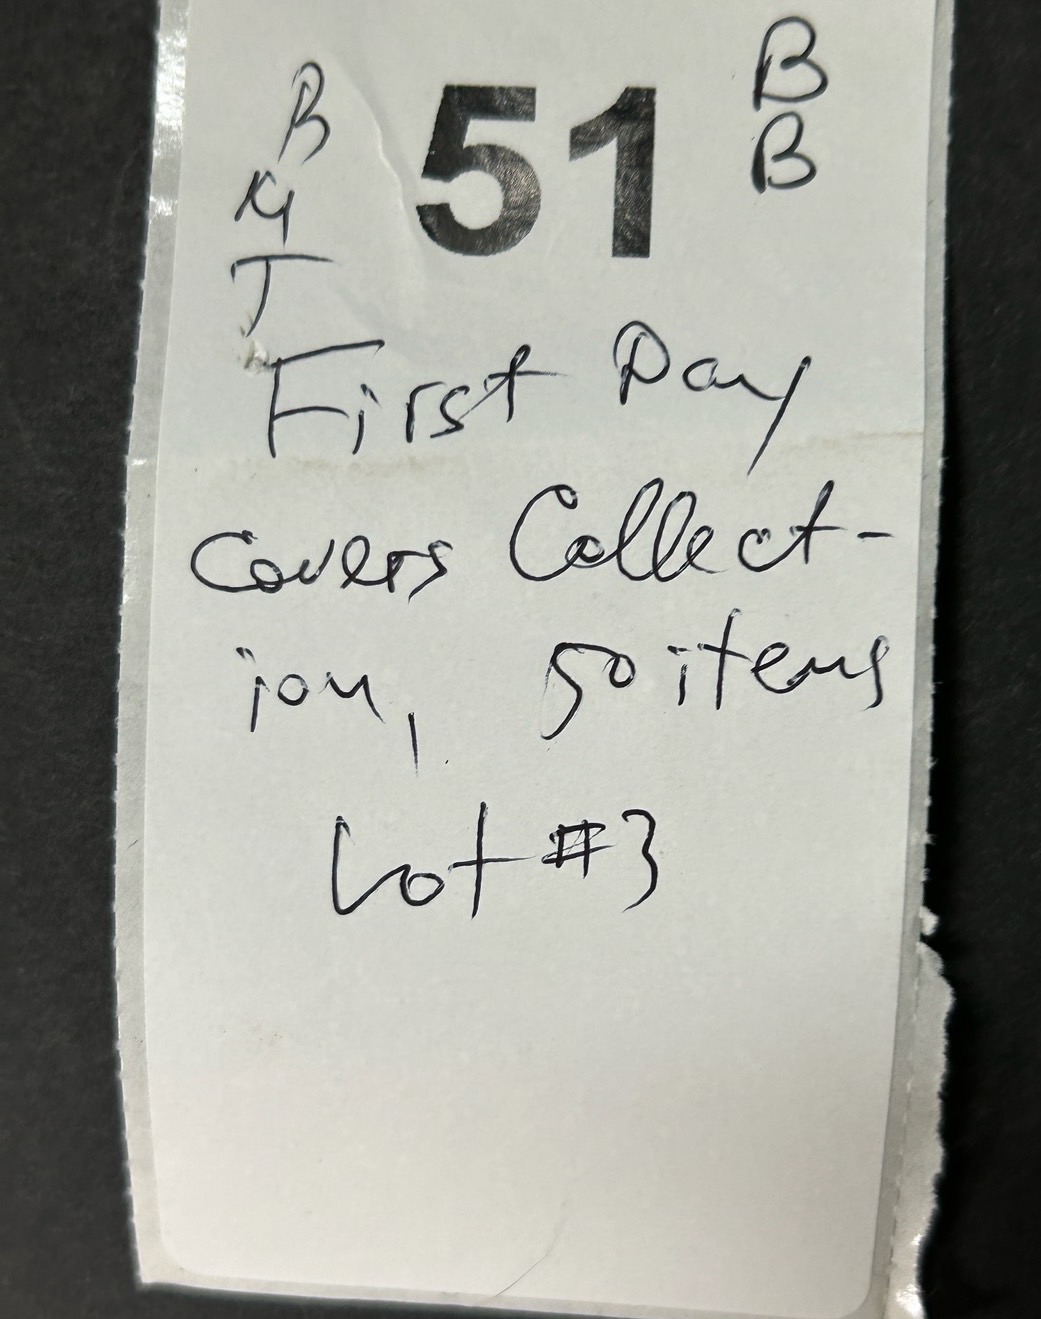 B 51 B
B
T
First Day
Covers Collect-
ion, 50 items
Lot #3